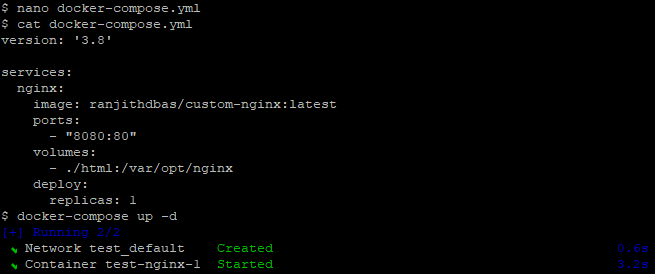 $ nano docker-compose.yml
$ cat docker-compose.yml
version: '3.8'
services:
  nginx:
    image: ranjithdbas/custom-nginx:latest
    ports:
      - "8080:80"
    volumes:
      - ./html:/var/opt/nginx
    deploy:
      replicas: 1
$ docker-compose up -d
[+] Running 2/2
 ✔ Network test_default    Created    0.6s
 ✔ Container test-nginx-1  Started    3.2s